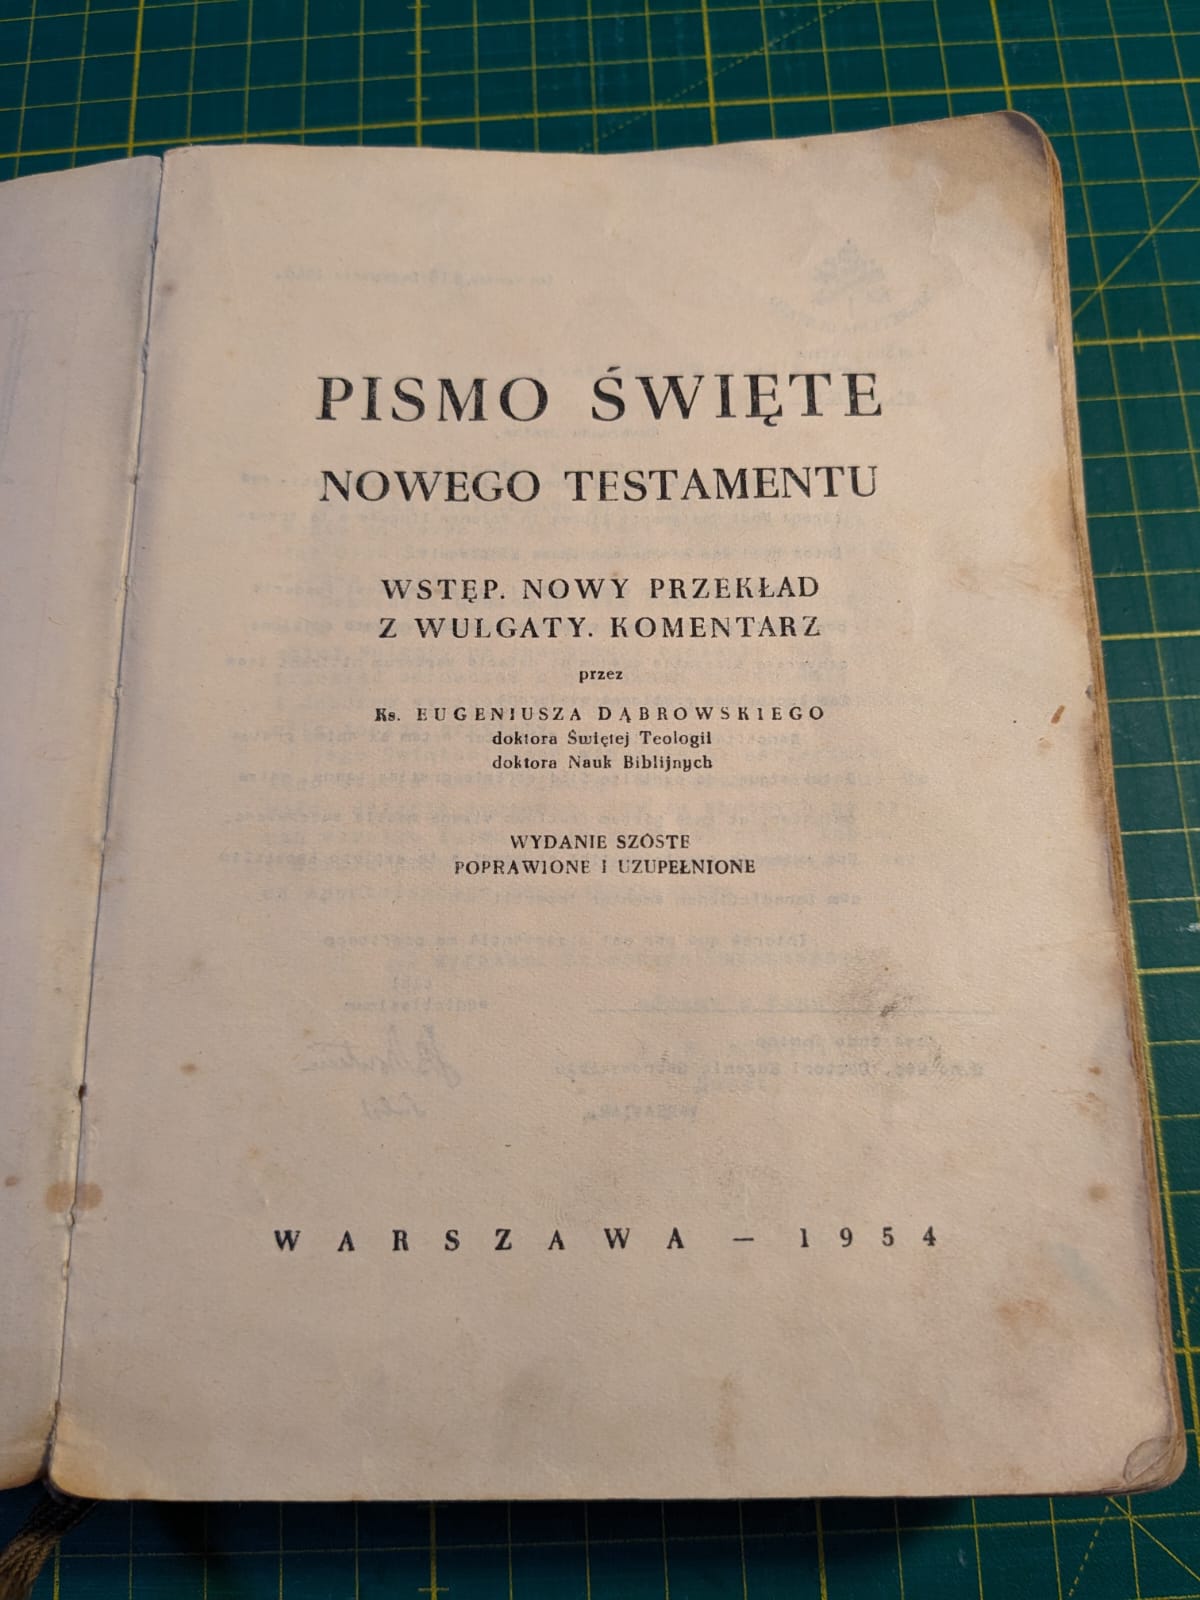 PISMO ŚWIĘTE
NOWEGO TESTAMENTU
WSTĘP. NOWY PRZEKŁAD
Z WULGATY. KOMENTARZ
przez
Ks. EUGENIUSZA DĄBROWSKIEGO
doktora Świętej Teologii
doktora Nauk Biblijnych
WYDANIE SZÓSTE
POPRAWIONE I UZUPEŁNIONE
WARSZAWA — 1954